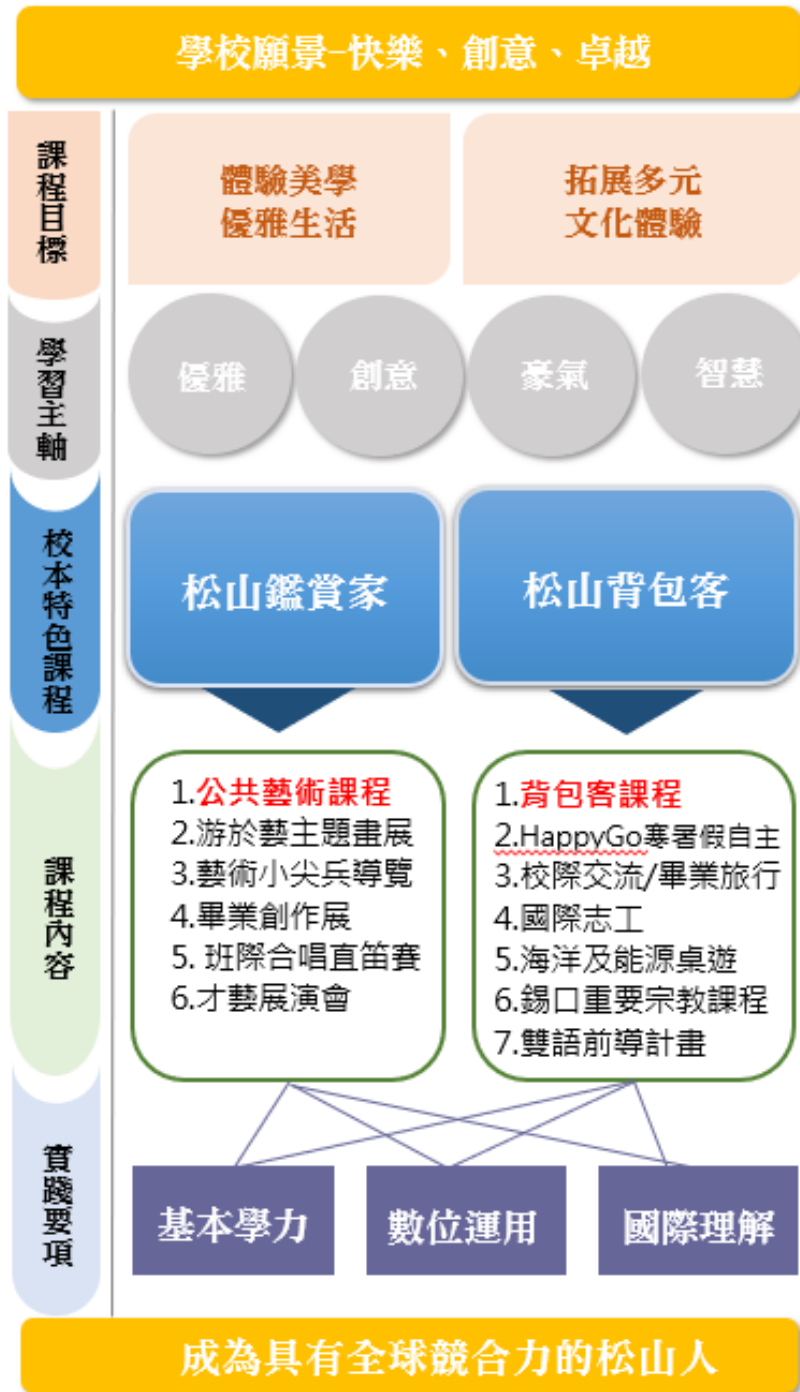 學校願景-快樂、創意、卓越
課程目標
體驗美學
優雅生活
拓展多元
文化體驗
學習主軸
優雅
創意
豪氣
智慧
校本特色課程
松山鑑賞家
松山背包客
課程內容
1.公共藝術課程
2.游於藝主題畫展
3.藝術小尖兵導覽
4.畢業創作展
5. 班際合唱直笛賽
6.才藝展演會
1.背包客課程
2.HappyGo寒署假自主
3.校際交流/畢業旅行
4.國際志工
5.海洋及能源桌遊
6.錫口重要宗教課程
7.雙語前導計畫
實踐要項
基本學力
數位運用
國際理解
成為具有全球競合力的松山人